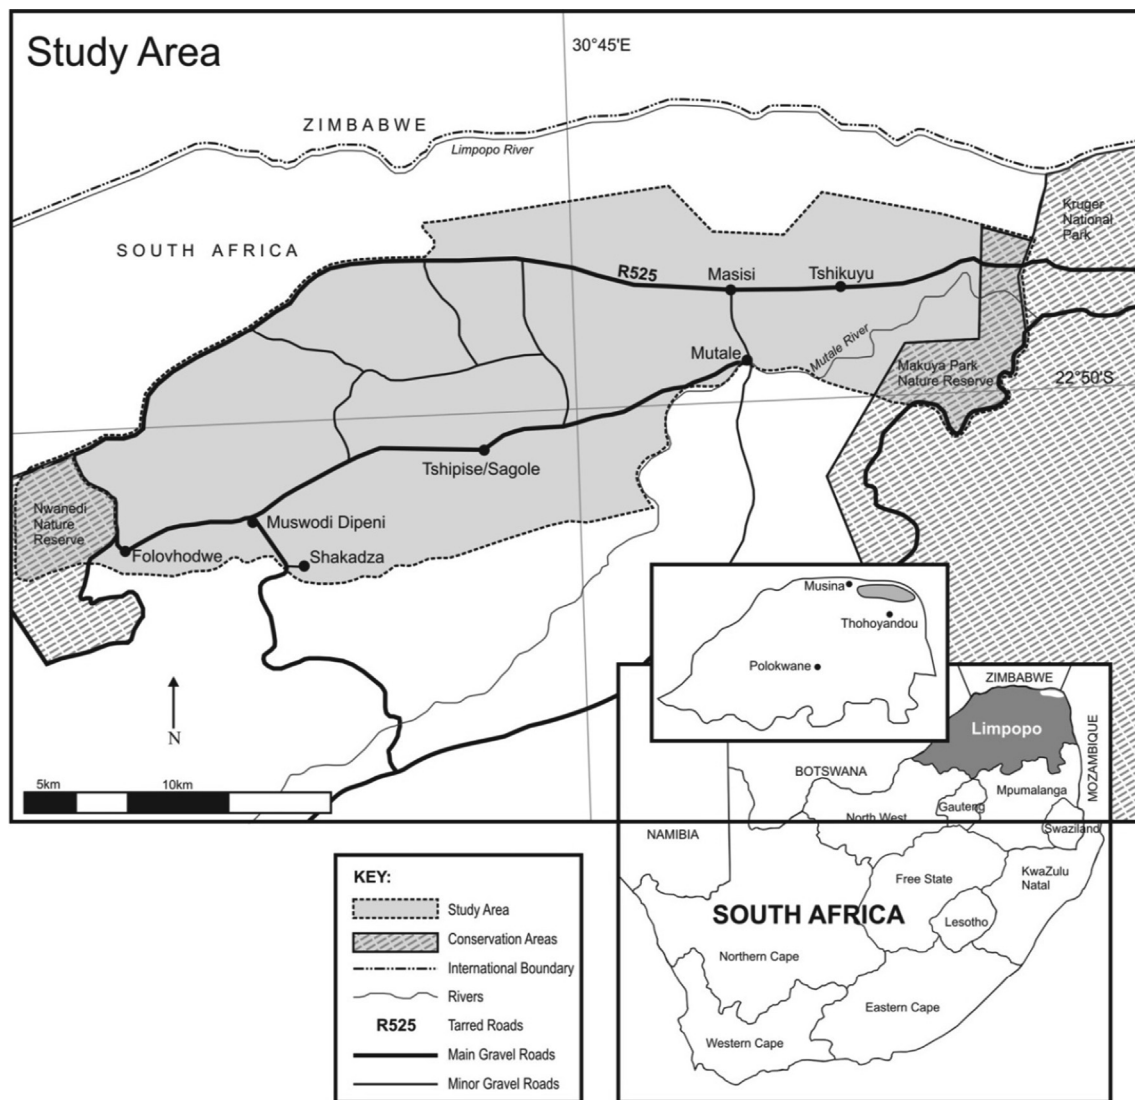 Study Area
30°45'E
ZIMBABWE
Limpopo River
Kruger
National
Park
SOUTH AFRICA
R525
Masisi
Tshikuyu
Mutale River
Mutale
Makuya Park
Nature Reserve
22°50'S
Tshipise/Sagole
Nwanedi
Nature
Reserve
Muswodi Dipeni
Folovhodwe
Shakadza
N
5km
10km
Musina
Thohoyandou
Polokwane
ZIMBABWE
Limpopo
MOZAMBIQUE
BOTSWANA
Mpumalanga
Gauteng
North West
Swaziland
NAMIBIA
Free State
KwaZulu
Natal
SOUTH AFRICA
Lesotho
Northern Cape
Eastern Cape
Western Cape
KEY:
Study Area
Conservation Areas
International Boundary
Rivers
R525 Tarred Roads
Main Gravel Roads
Minor Gravel Roads